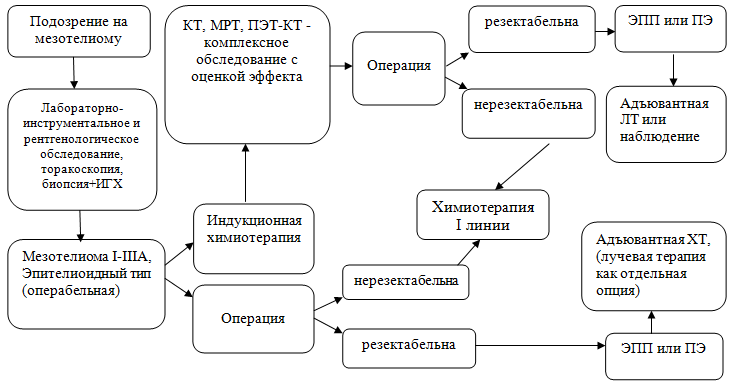 Подозрение на
мезотелиому
Лабораторно-
инструментальное и
рентгенологическое
обследование,
торакоскопия,
биопсия+ИГХ
Мезотелиома I-IIIA,
Эпителиоидный тип
(операбельная)
Индукционная
химиотерапия
КТ, МРТ, ПЭТ-КТ -
комплексное
обследование с
оценкой эффекта
Операция
резектабельна
ЭПП или ПЭ
Адъювантная
ЛТ или
наблюдение
нерезектабельна
Химиотерапия
I линии
Операция
нерезектабельна
резектабельна
ЭПП или ПЭ
Адъювантная ХТ,
(лучевая терапия
как отдельная
опция)